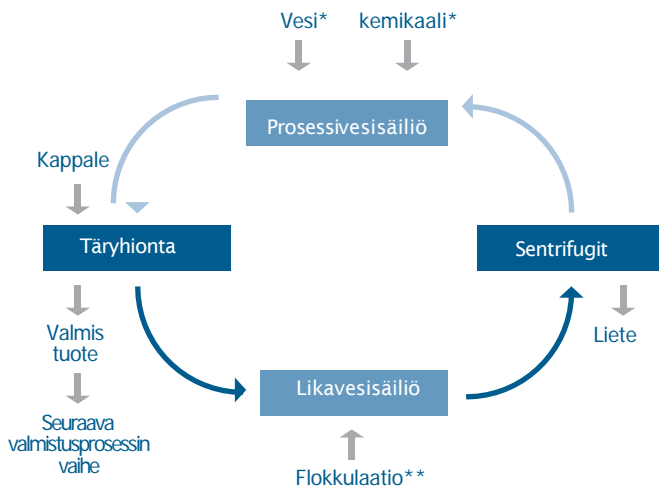 Vesi* kemikaali*
Prosessivesisäiliö
Kappale
Täryhionta
Sentrifugit
Valmis
tuote
Liete
Likavesisäiliö
Seuraava
valmistusprosessin
vaihe
Flokkulaatio**